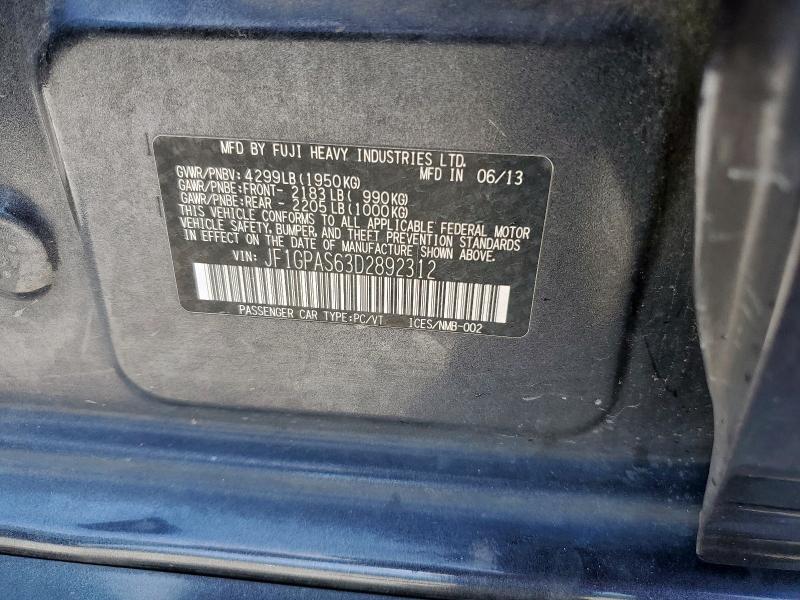 MFD BY FUJI HEAVY INDUSTRIES LTD.
GVWR/PNBV: 4299LB(1950KG) MFD IN 06/13
GAWR/PNBE:FRONT- 2183LB( 990KG)
GAWR/PNBE:REAR - 2205LB(1000KG)
THIS VEHICLE CONFORMS TO ALL APPLICABLE FEDERAL MOTOR
VEHICLE SAFETY, BUMPER, AND THEFT PREVENTION STANDARDS
IN EFFECT ON THE DATE OF MANUFACTURE SHOWN ABOVE.
VIN: JF1GPAS63D2892312
PASSENGER CAR TYPE:PC/VT ICES/NMB-002